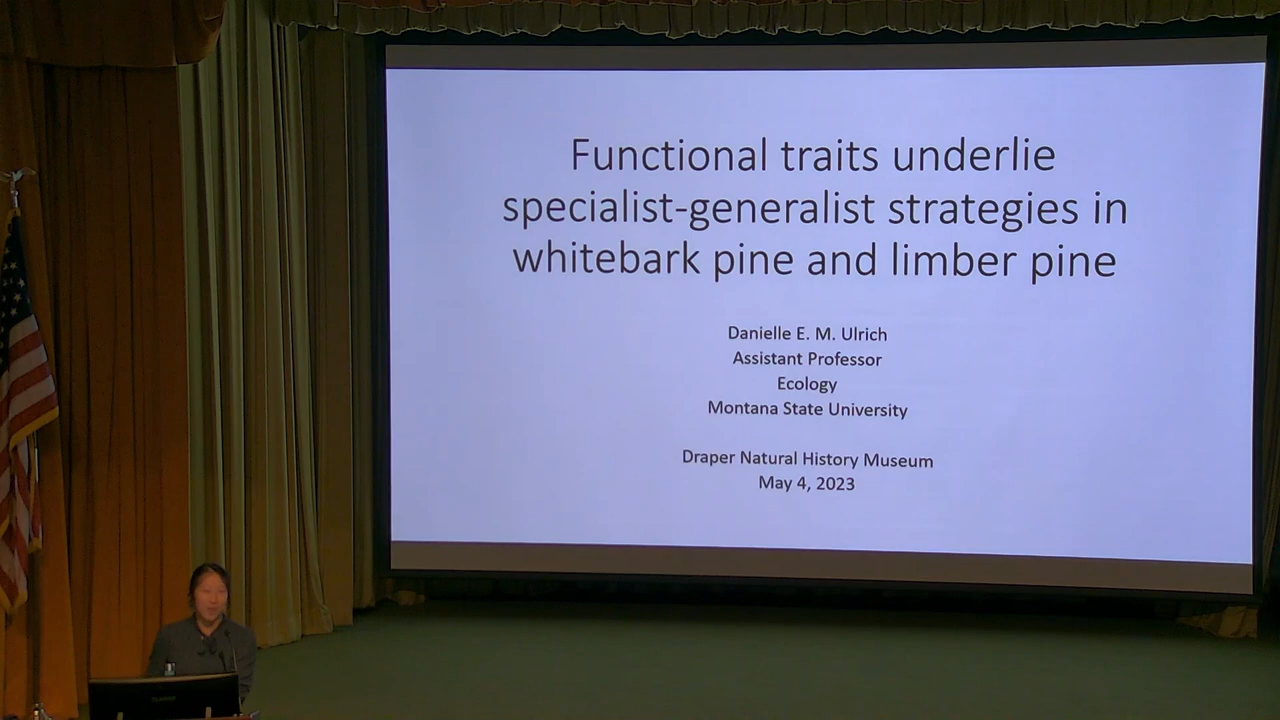 Functional traits underlie
specialist-generalist strategies in
whitebark pine and limber pine
Danielle E. M. Ulrich
Assistant Professor
Ecology
Montana State University
Draper Natural History Museum
May 4, 2023